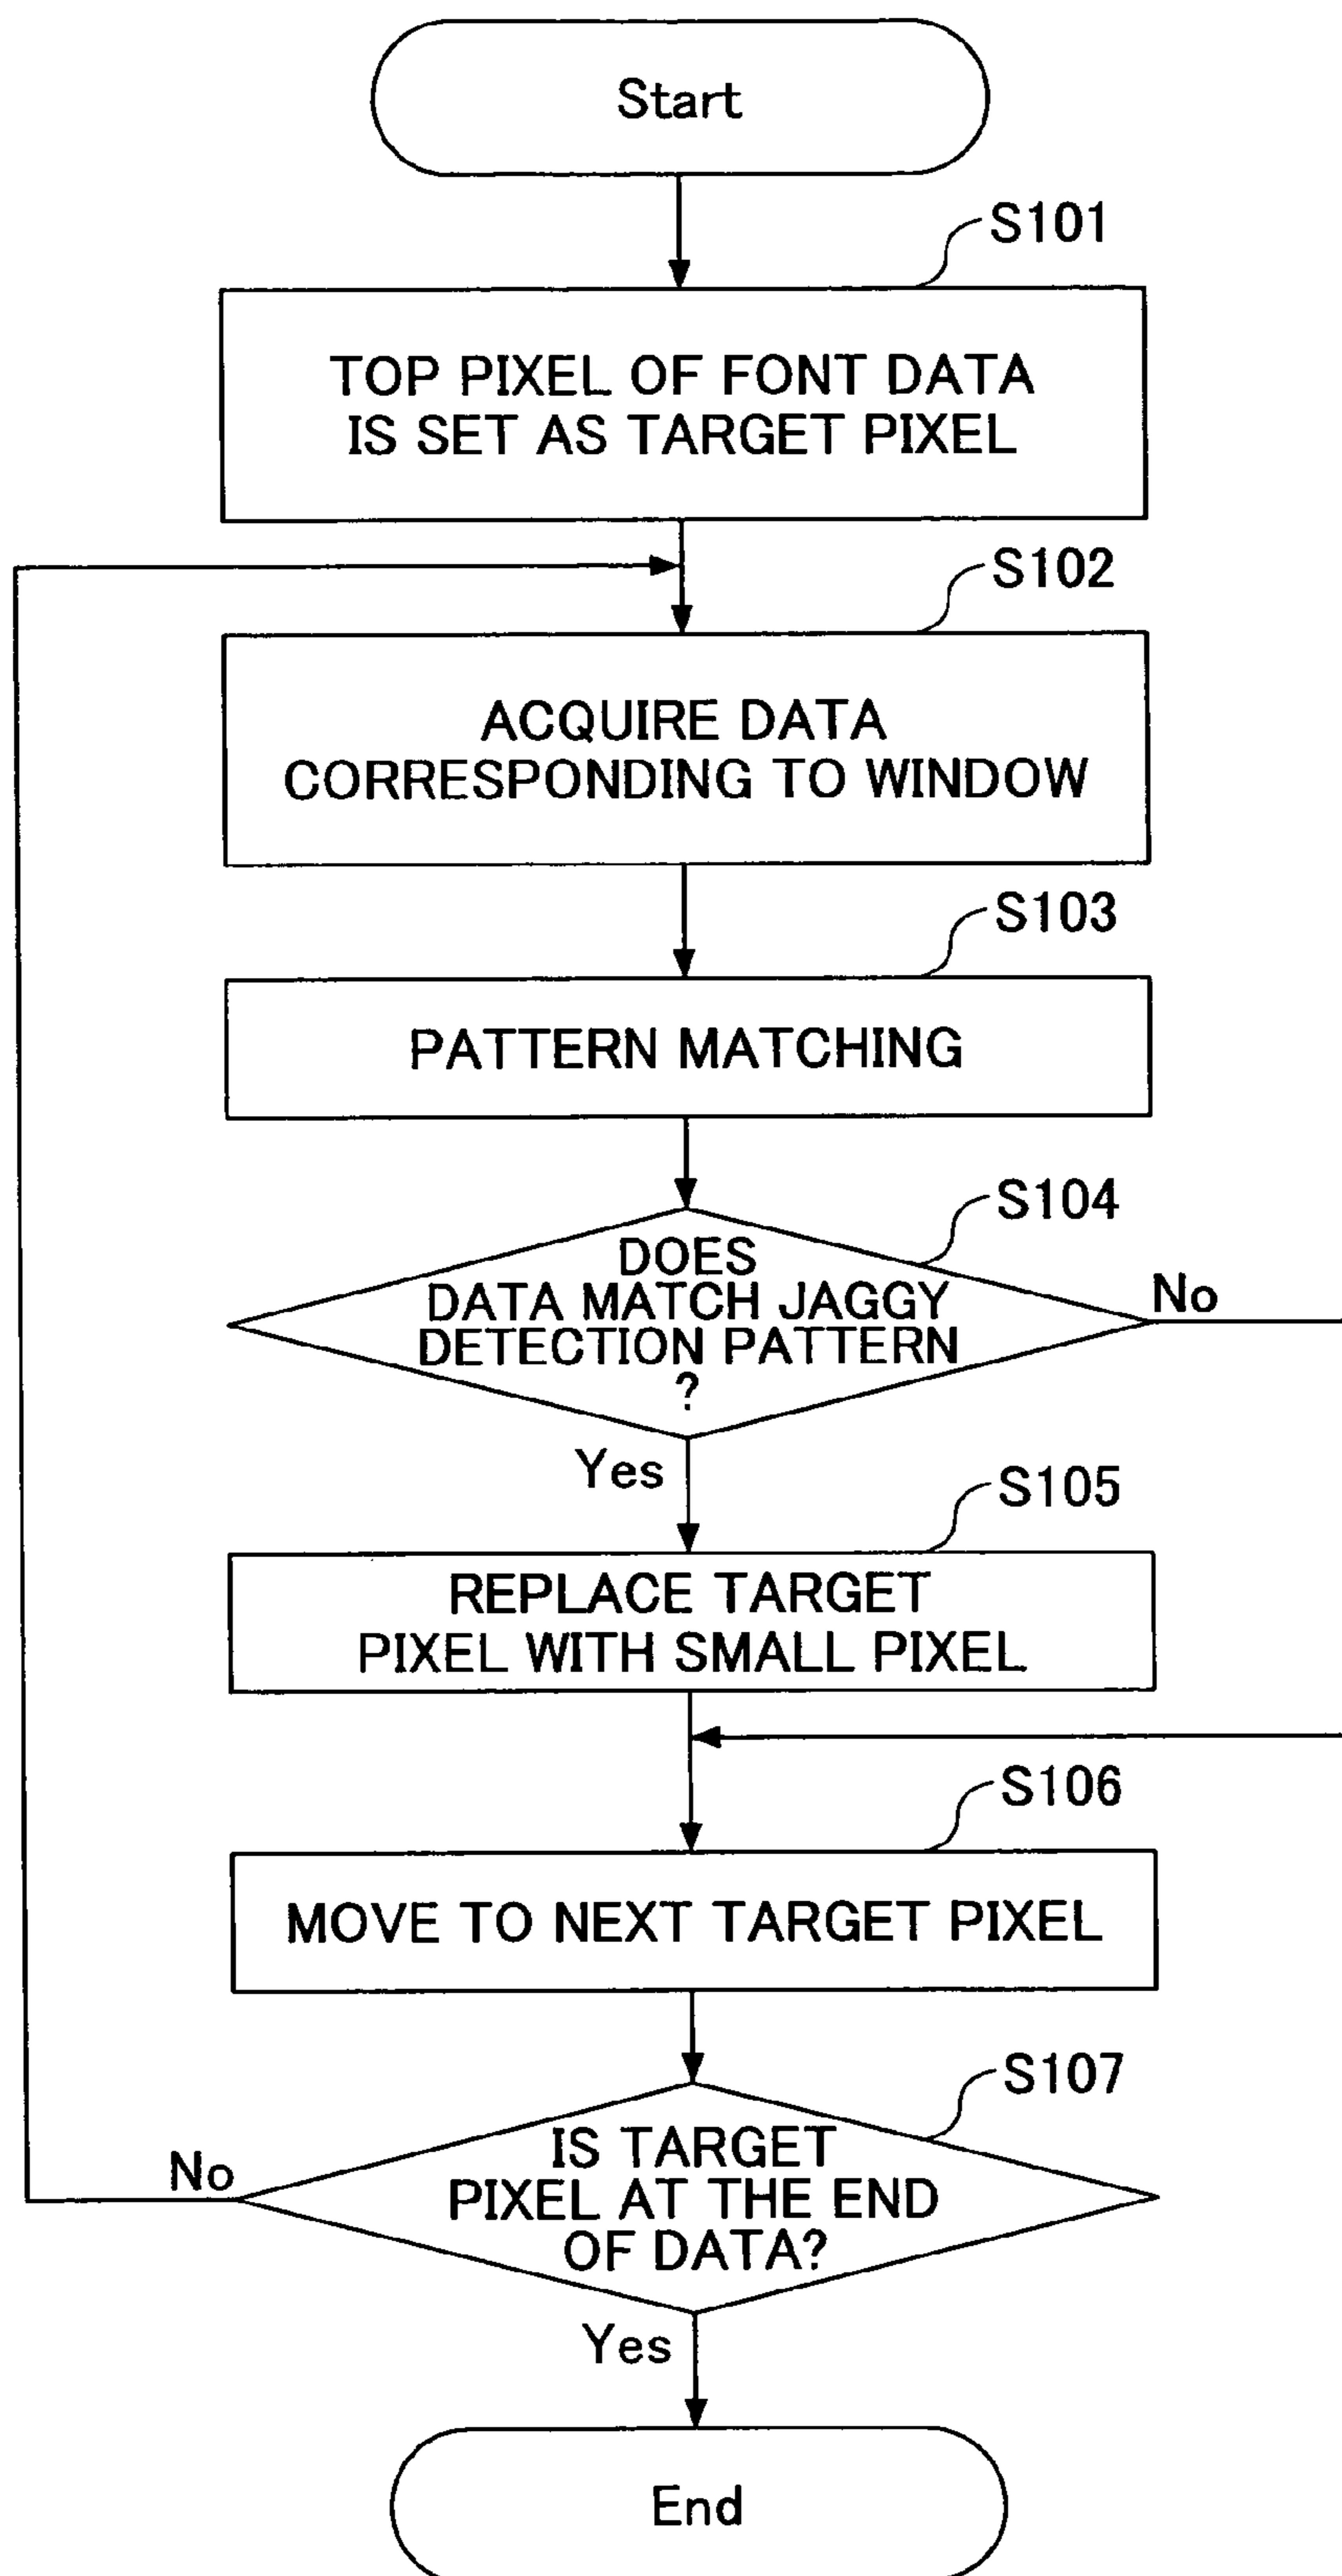 Start
S101
TOP PIXEL OF FONT DATA
IS SET AS TARGET PIXEL
S102
ACQUIRE DATA
CORRESPONDING TO WINDOW
S103
PATTERN MATCHING
S104
DOES
DATA MATCH JAGGY
DETECTION PATTERN
?
No
Yes
S105
REPLACE TARGET
PIXEL WITH SMALL PIXEL
S106
MOVE TO NEXT TARGET PIXEL
S107
IS TARGET
PIXEL AT THE END
OF DATA?
No
Yes
End